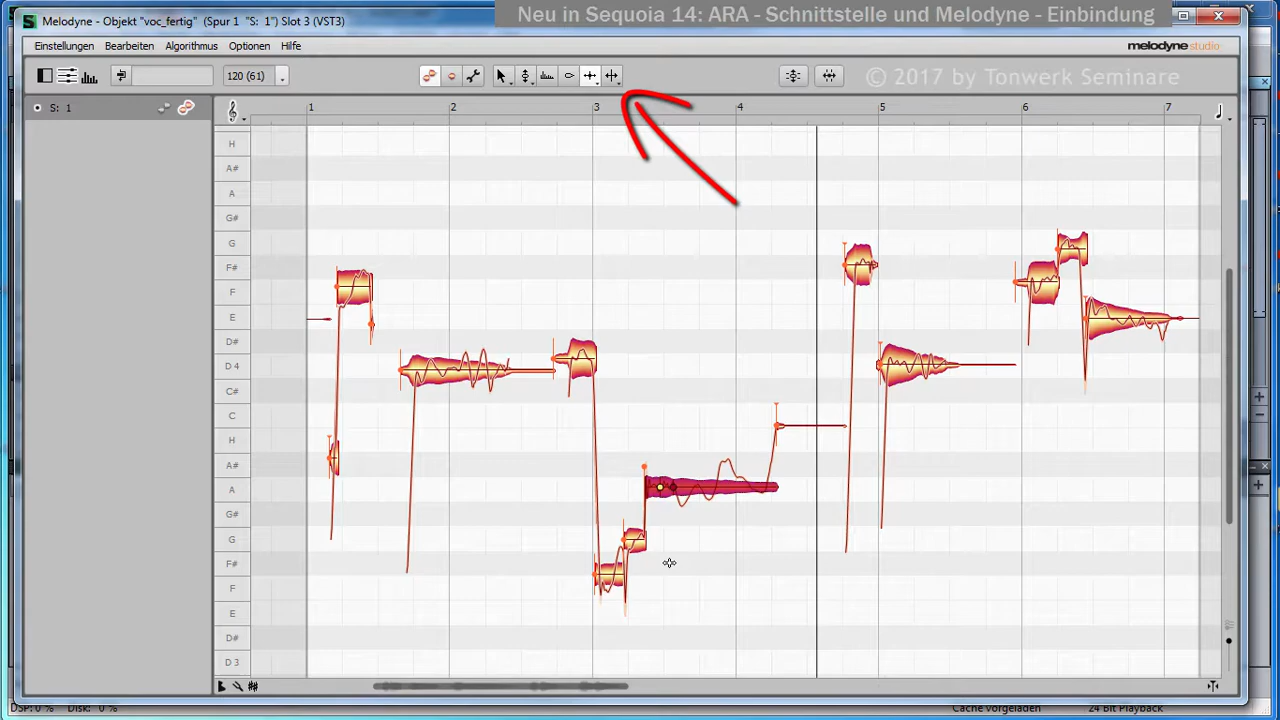 Neu in Sequoia 14: ARA - Schnittstelle und Melodyne - Einbindung
S
Melodyne - Objekt "voc_fertig" (Spur 1 "S: 1") Slot 3 (VST3)
Einstellungen Bearbeiten Algorithmus Optionen Hilfe
melodyne studio
120 (61)
© 2017 by Tonwerk Seminare
S: 1
1 2 3 4 5 6 7
H
A#
A
G#
G
F#
F
E
D#
D 4
C#
C
H
A#
A
G#
G
F#
F
E
D#
D 3
DSP: 0 % Disk: 0 %
Cache vorgeladen
24 Bit Playback